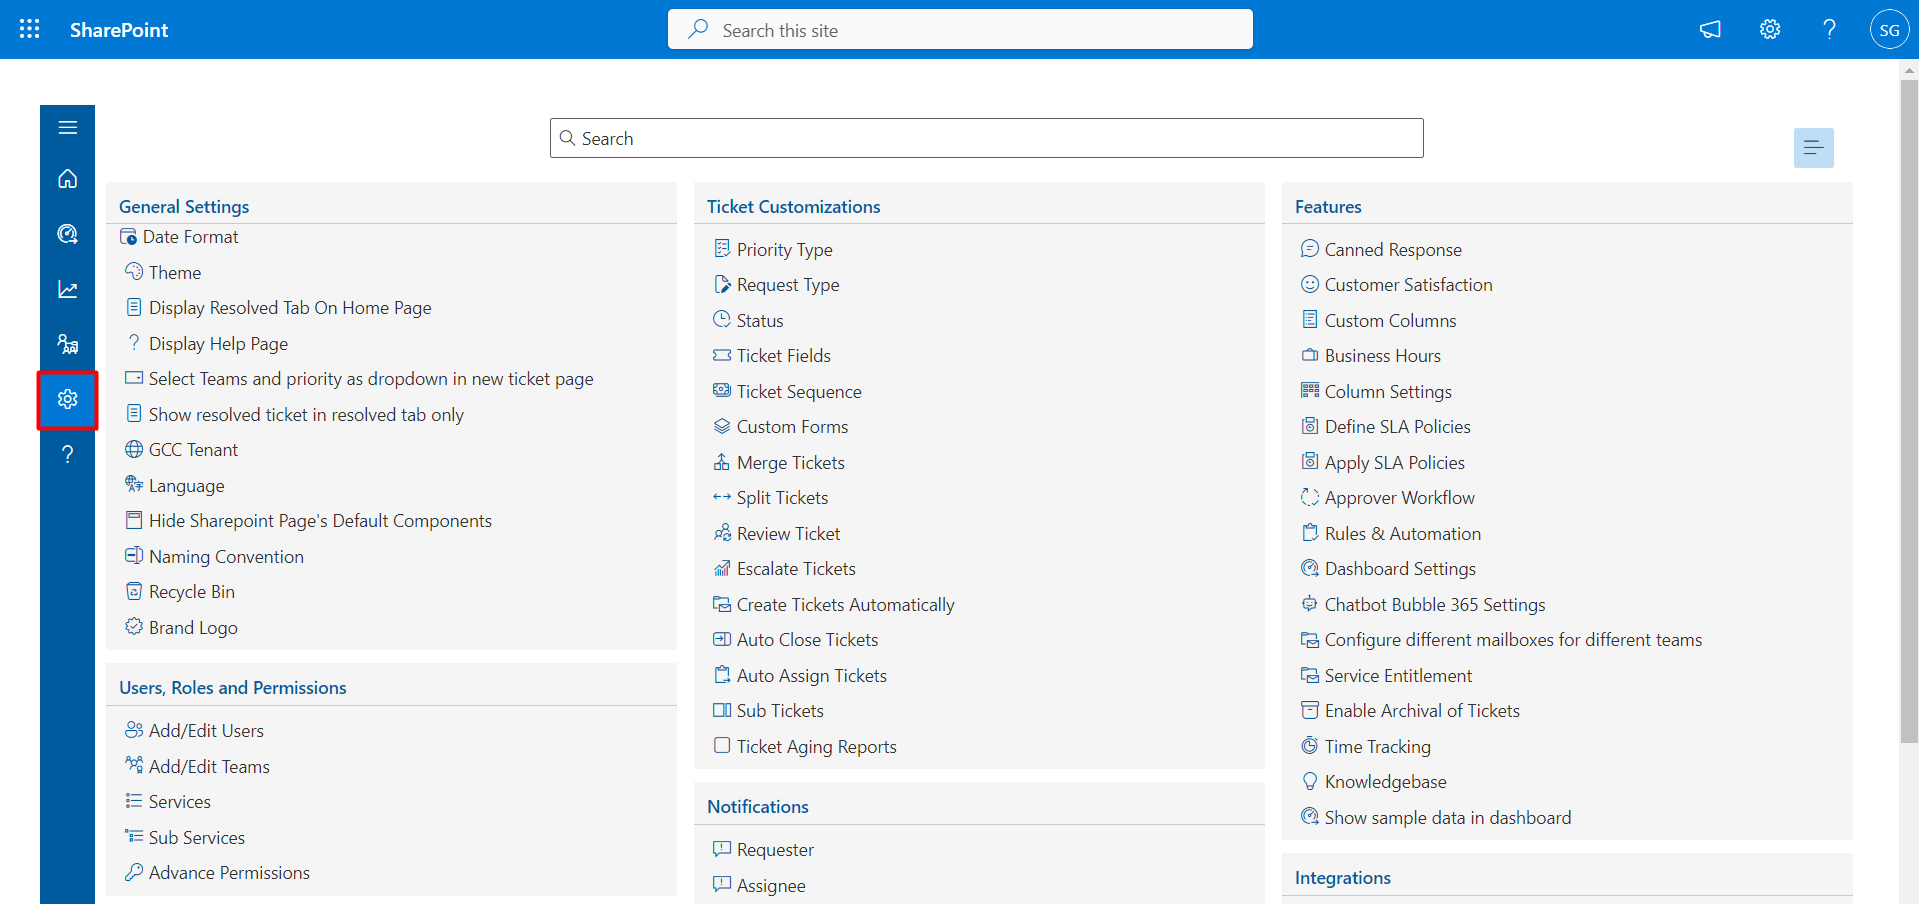 SharePoint
Search this site
?
SG
Search
General Settings
Date Format
Theme
Display Resolved Tab On Home Page
? Display Help Page
Select Teams and priority as dropdown in new ticket page
Show resolved ticket in resolved tab only
GCC Tenant
Language
Hide Sharepoint Page's Default Components
Naming Convention
Recycle Bin
Brand Logo
Users, Roles and Permissions
Add/Edit Users
Add/Edit Teams
Services
Sub Services
Advance Permissions
Ticket Customizations
Priority Type
Request Type
Status
Ticket Fields
Ticket Sequence
Custom Forms
Merge Tickets
Split Tickets
Review Ticket
Escalate Tickets
Create Tickets Automatically
Auto Close Tickets
Auto Assign Tickets
Sub Tickets
Ticket Aging Reports
Notifications
Requester
Assignee
Features
Canned Response
Customer Satisfaction
Custom Columns
Business Hours
Column Settings
Define SLA Policies
Apply SLA Policies
Approver Workflow
Rules & Automation
Dashboard Settings
Chatbot Bubble 365 Settings
Configure different mailboxes for different teams
Service Entitlement
Enable Archival of Tickets
Time Tracking
Knowledgebase
Show sample data in dashboard
Integrations
?